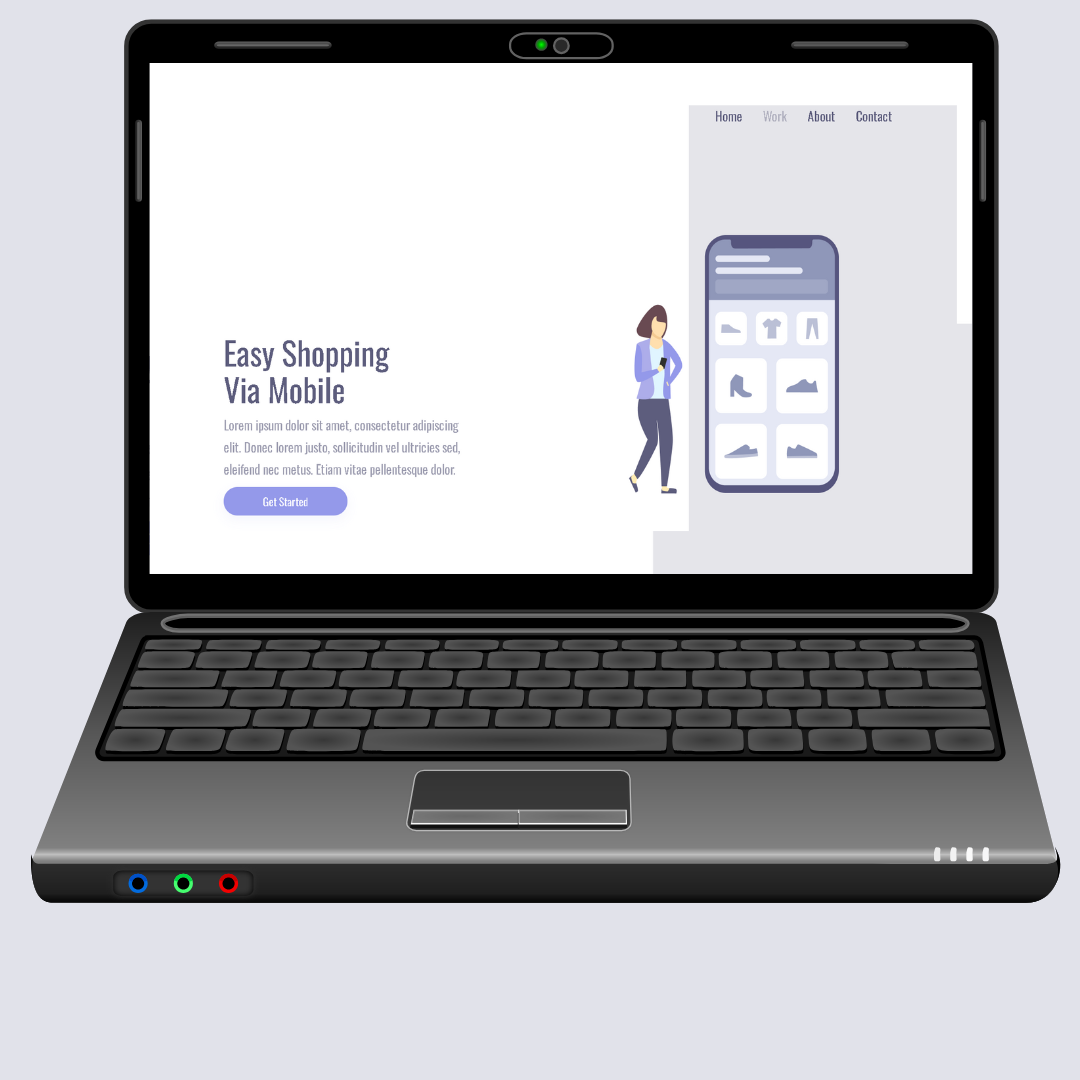 Home Work About Contact
Easy Shopping
Via Mobile
Lorem ipsum dolor sit amet, consectetur adipiscing
elit. Donec lorem justo, sollicitudin vel ultricies sed,
eleifend nec metus. Etiam vitae pellentesque dolor.
Get Started